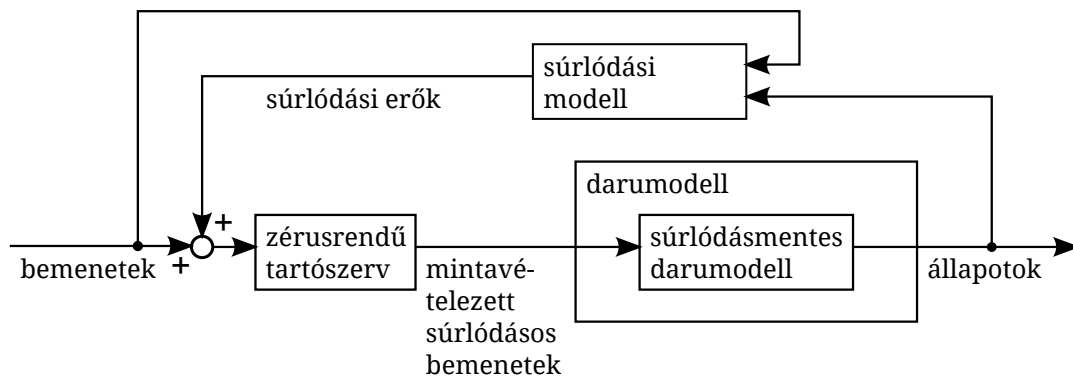 súrlódási
modell
súrlódási erők
darumodell
+
zérusrendű
tartószerv
súrlódásmentes
darumodell
bemenetek
+
mintavé-
telezett
súrlódásos
bemenetek
állapotok